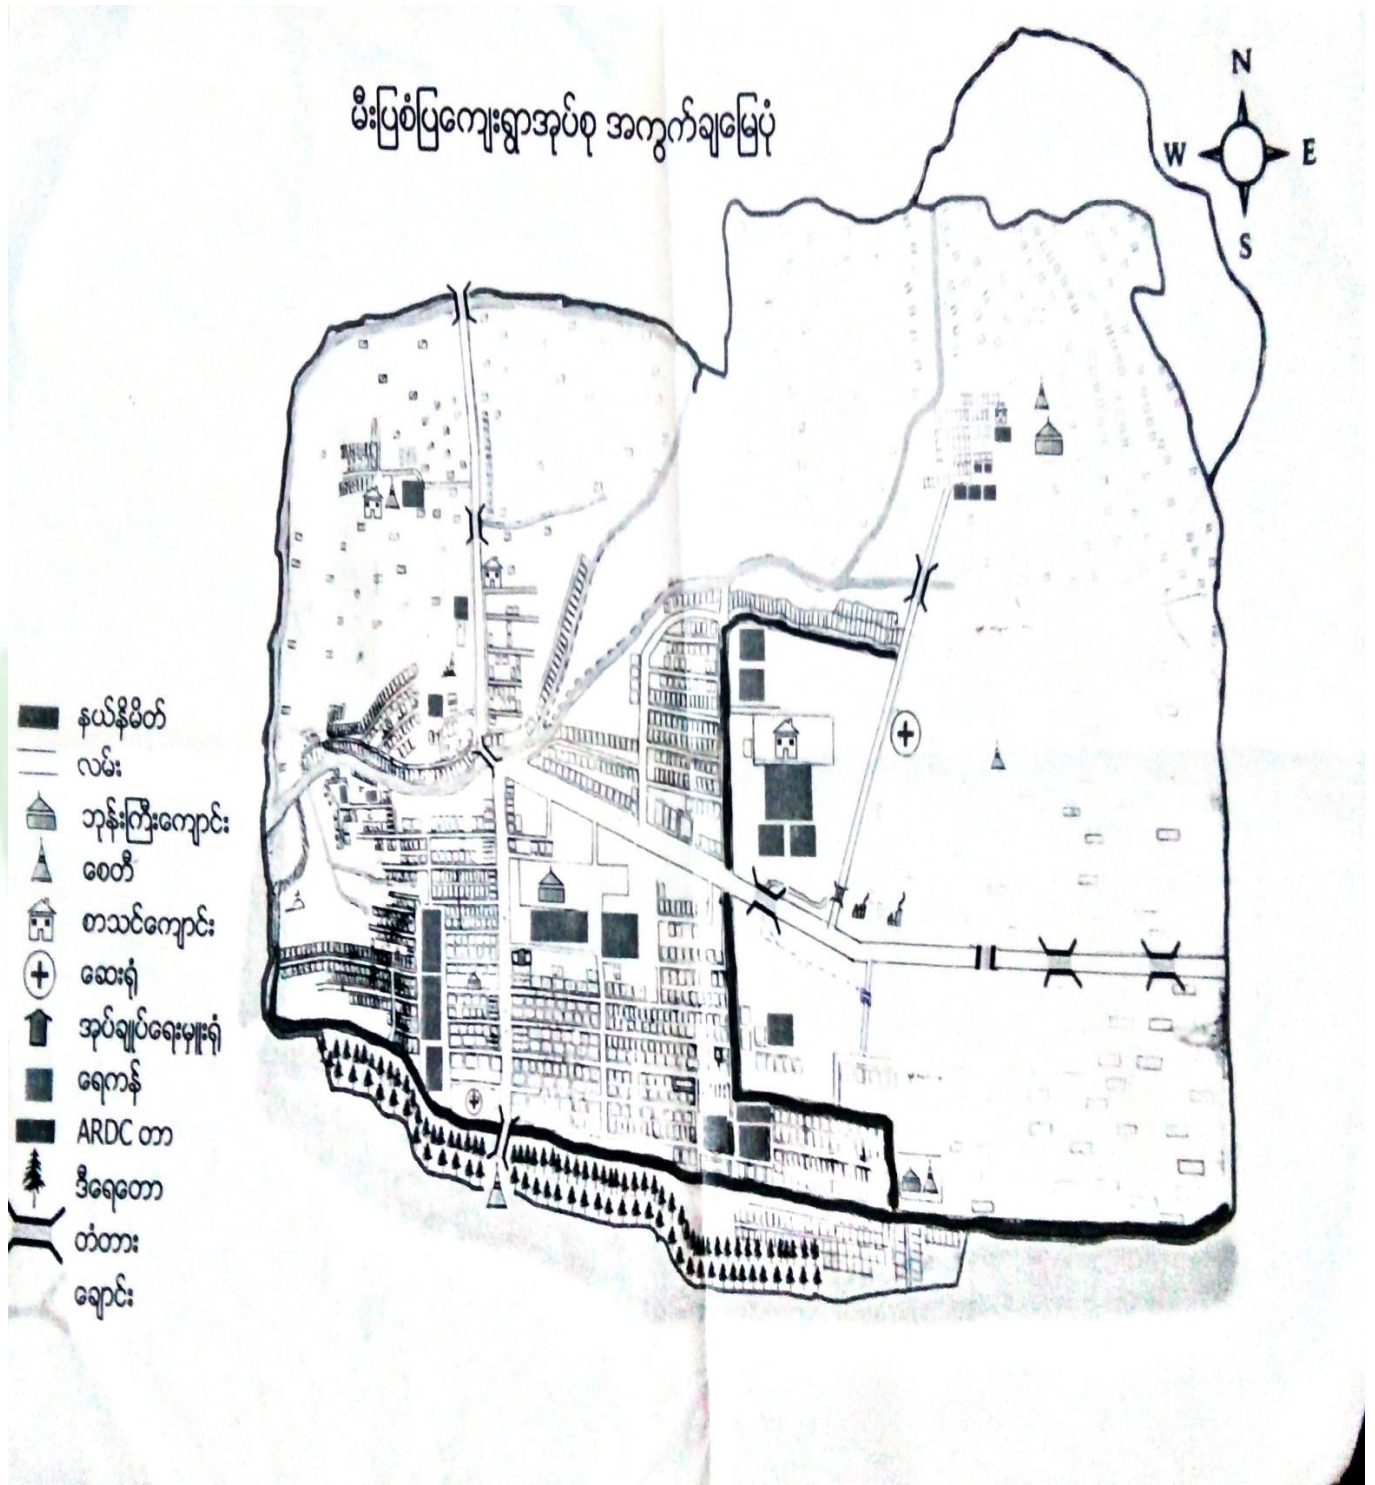 မီးပြစံပြကျေးရွာအုပ်စု အကွက်ချမြေပုံ
N
W E
S
နယ်နိမိတ်
လမ်း
ဘုန်းကြီးကျောင်း
စေတီ
စာသင်ကျောင်း
ဆေးရုံ
အုပ်ချုပ်ရေးမှူးရုံး
ရေကန်
ARDC တာ
ဒီရေတော
တံတား
ချောင်း